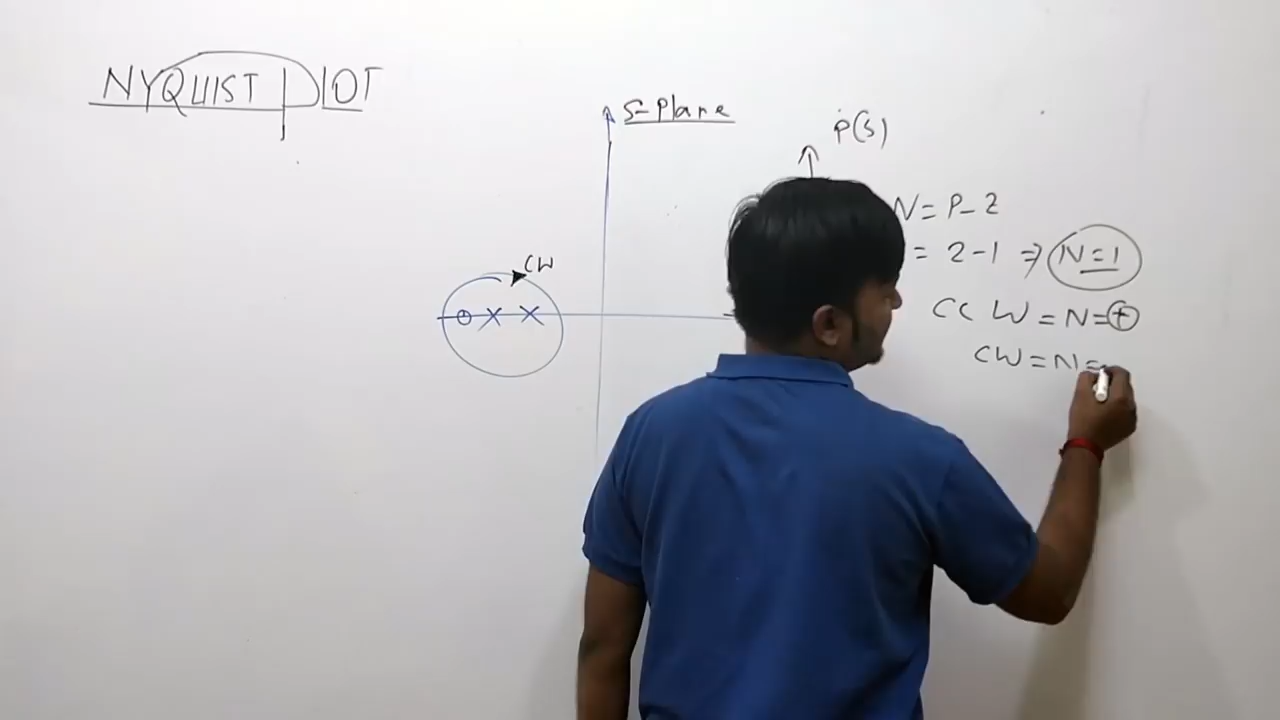 NYQUIST PLOT
S-Plane
P(S)
CW
N = P - Z
= 2 - 1 ⇒ N = 1
CCW = N = +
CW = N =